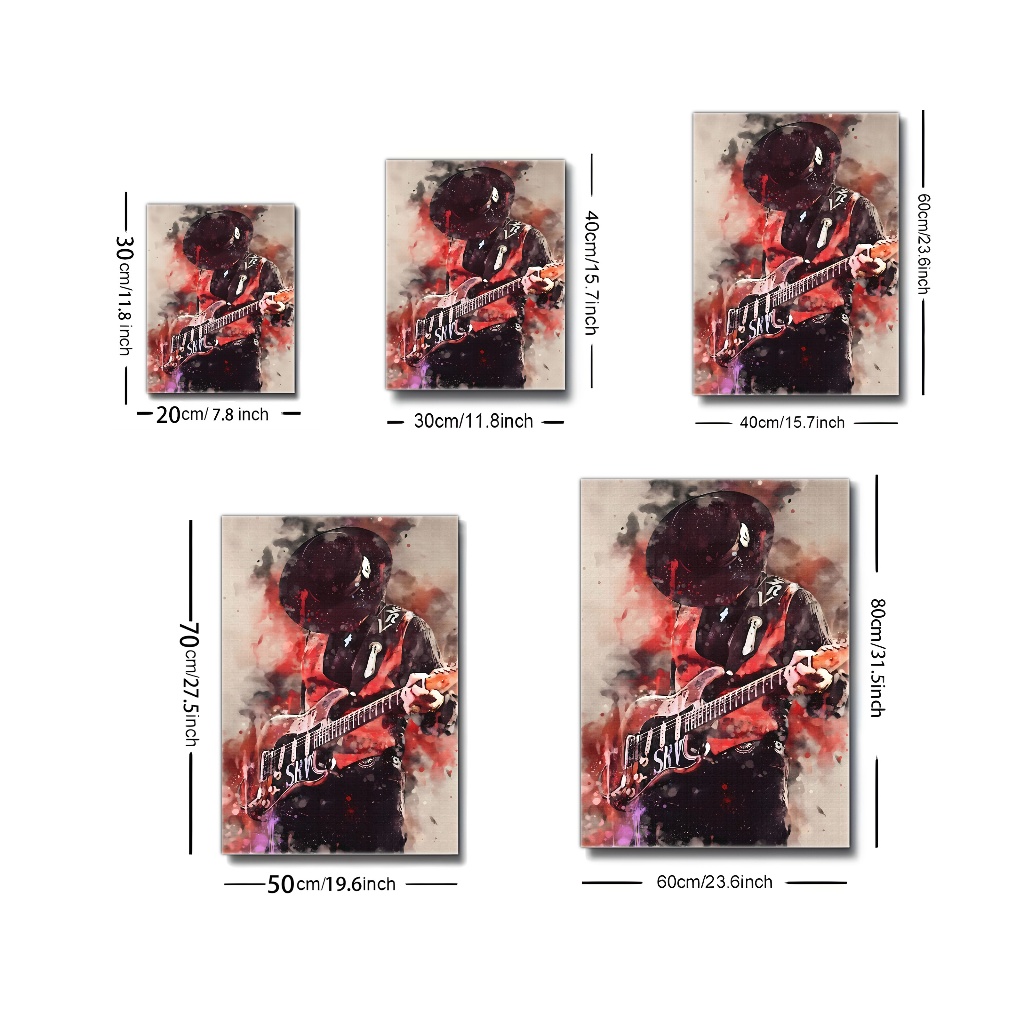 30cm/11.8 inch
20cm/ 7.8 inch
40cm/15.7inch
30cm/11.8inch
60cm/23.6inch
40cm/15.7inch
SRV
SRV
SRV
70cm/27.5inch
50cm/19.6inch
80cm/31.5inch
60cm/23.6inch
SRV
SRV